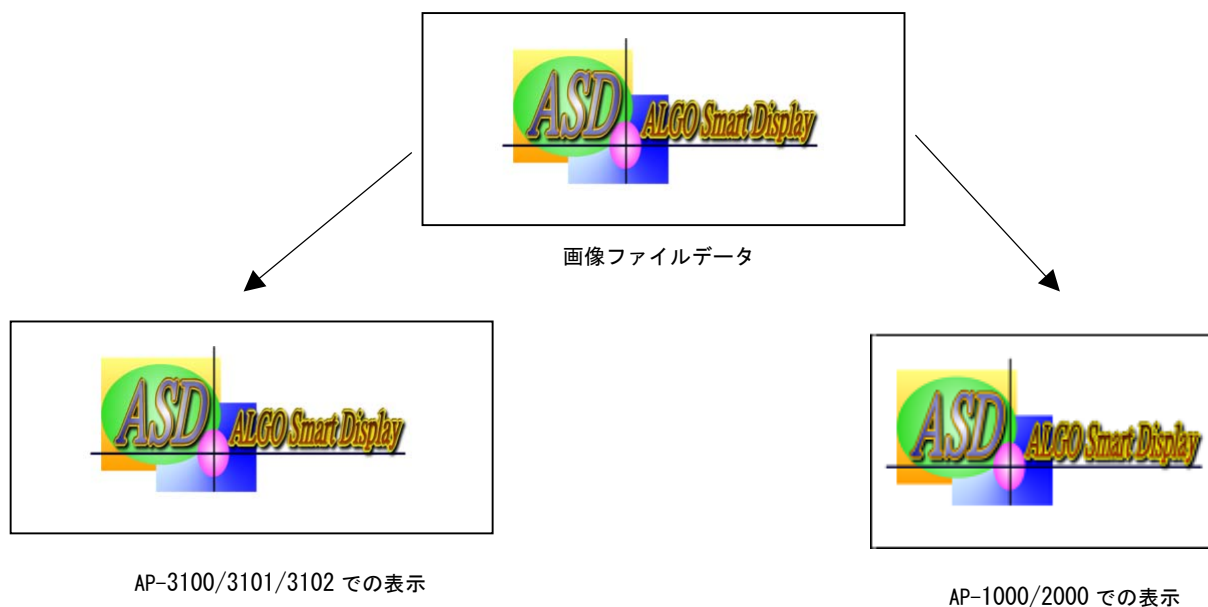 ASD ALGO Smart Display
画像ファイルデータ
ASD ALGO Smart Display
ASD ALGO Smart Display
AP-3100/3101/3102 での表示
AP-1000/2000 での表示